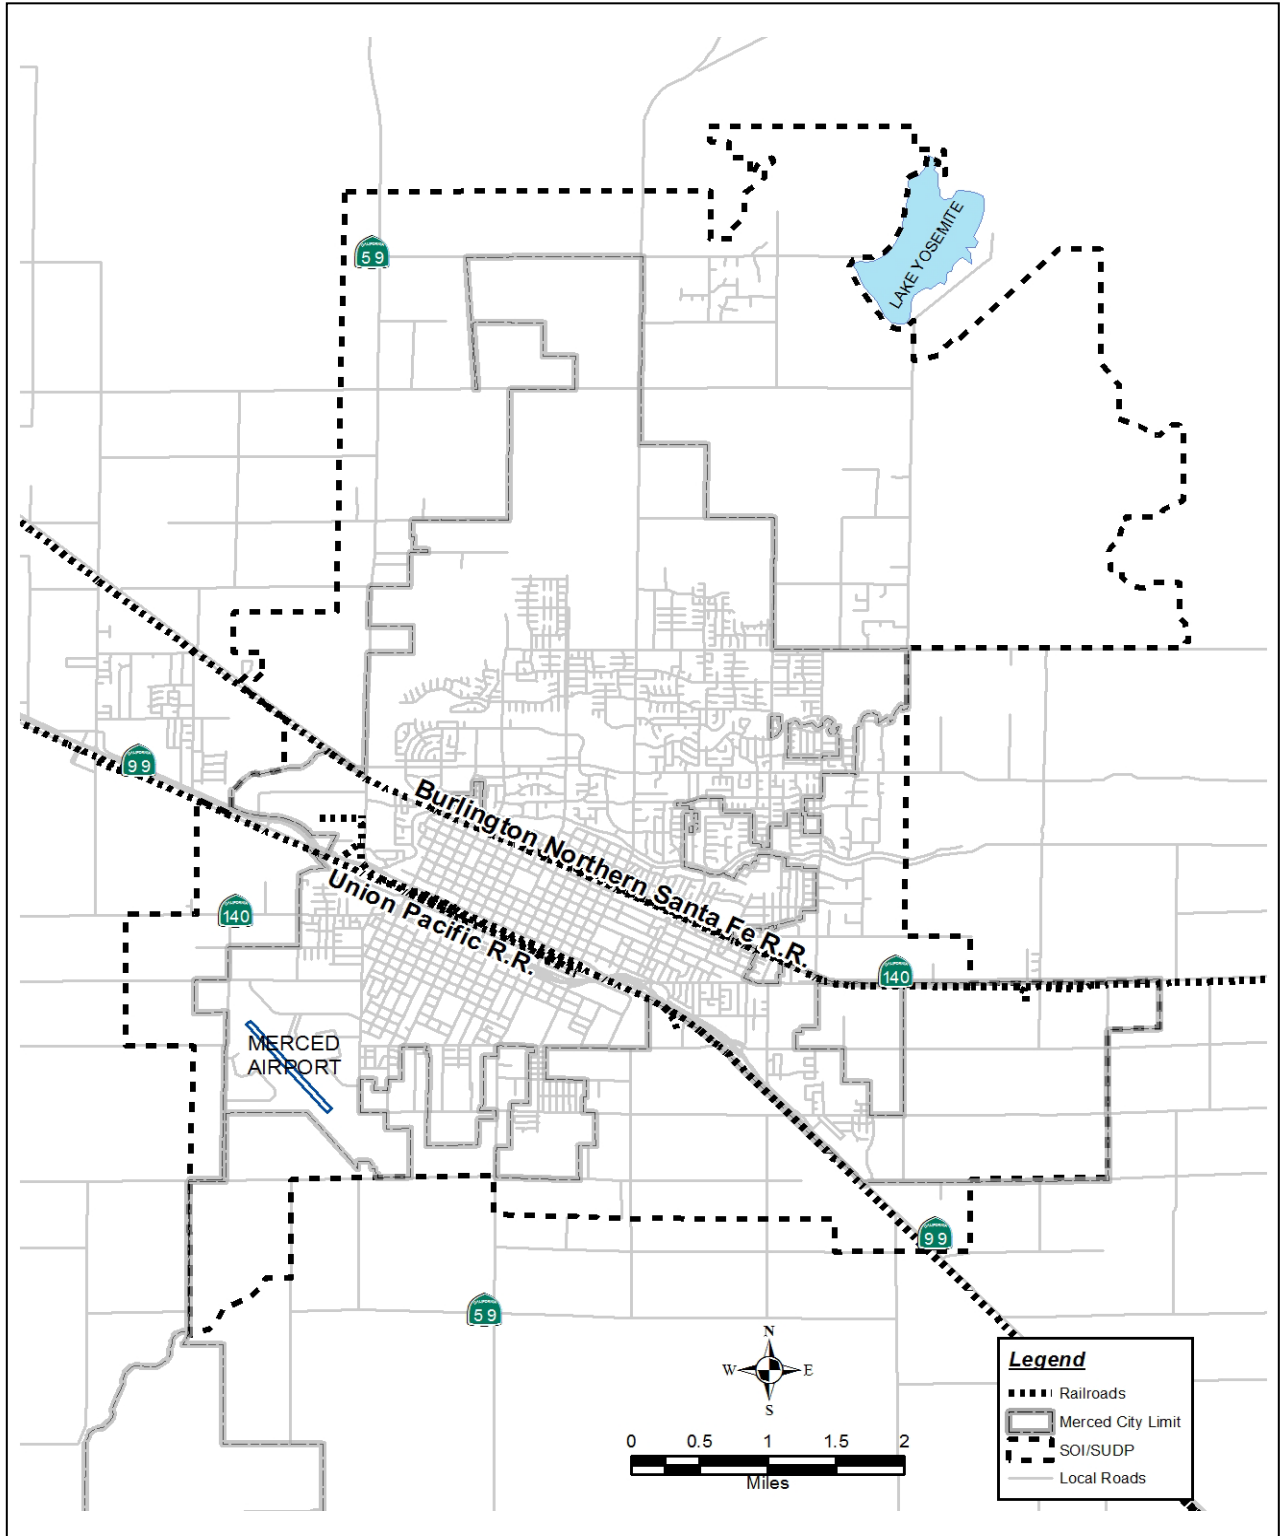 59
LAKE YOSEMITE
99
Burlington Northern Santa Fe R.R.
Union Pacific R.R.
140
140
MERCED
AIRPORT
99
59
N
W E
S
0 0.5 1 1.5 2
Miles
Legend
Railroads
Merced City Limit
SOI/SUDP
Local Roads